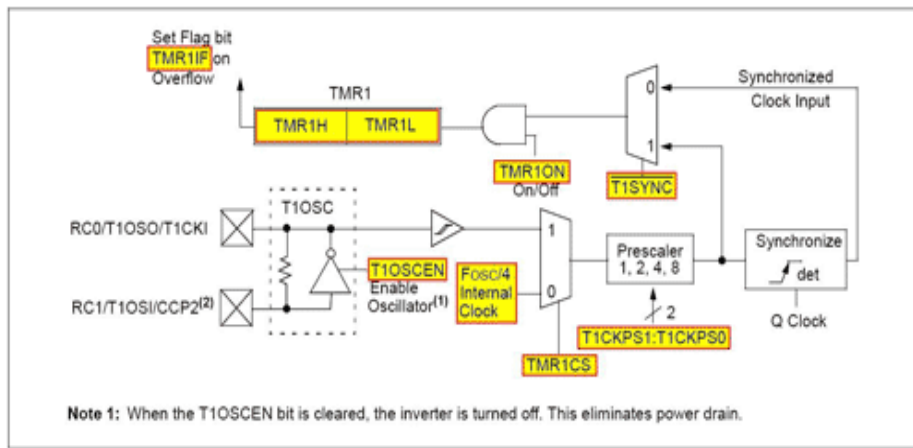 Set Flag bit
TMR1IF on
Overflow
TMR1
TMR1H TMR1L
TMR1ON
On/Off
0
1
T1SYNC
Synchronized
Clock Input
RC0/T1OSO/T1CKI
T1OSC
RC1/T1OSI/CCP2(2)
T1OSCEN
Enable
Oscillator(1)
FOSC/4
Internal
Clock
1
0
TMR1CS
Prescaler
1, 2, 4, 8
2
T1CKPS1:T1CKPS0
Synchronize
det
Q Clock
Note 1: When the T1OSCEN bit is cleared, the inverter is turned off. This eliminates power drain.